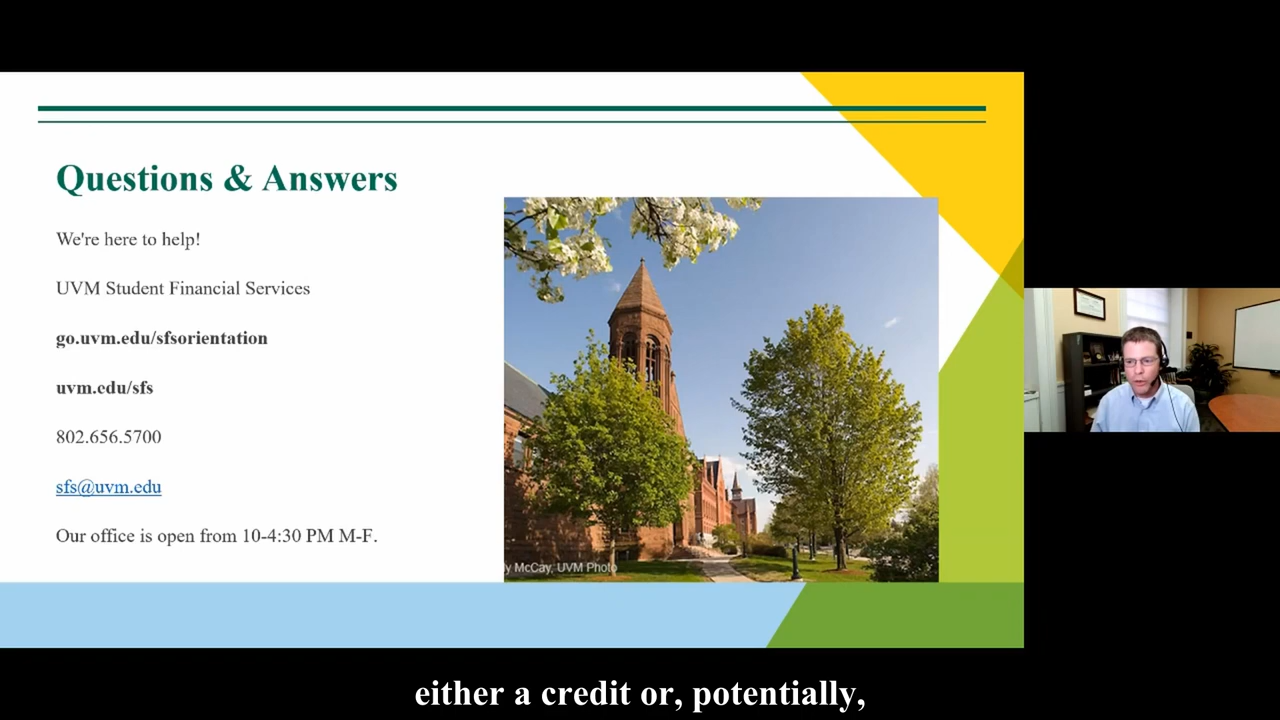 Questions & Answers
We're here to help!
UVM Student Financial Services
go.uvm.edu/sfsorientation
uvm.edu/sfs
802.656.5700
sfs@uvm.edu
Our office is open from 10-4:30 PM M-F.
y McCay, UVM Photo
either a credit or, potentially,